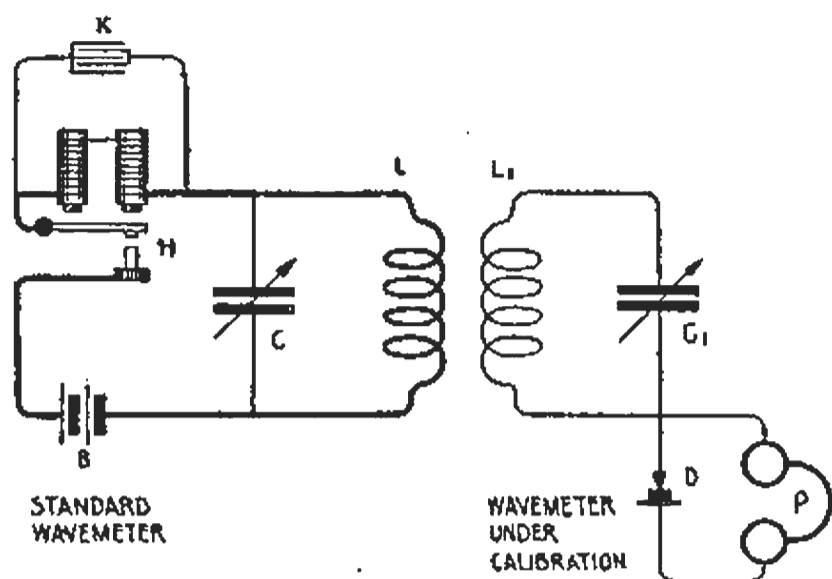 K
L
L₁
H
C
C₁
B
D
P
STANDARD
WAVEMETER
WAVEMETER
UNDER
CALIBRATION